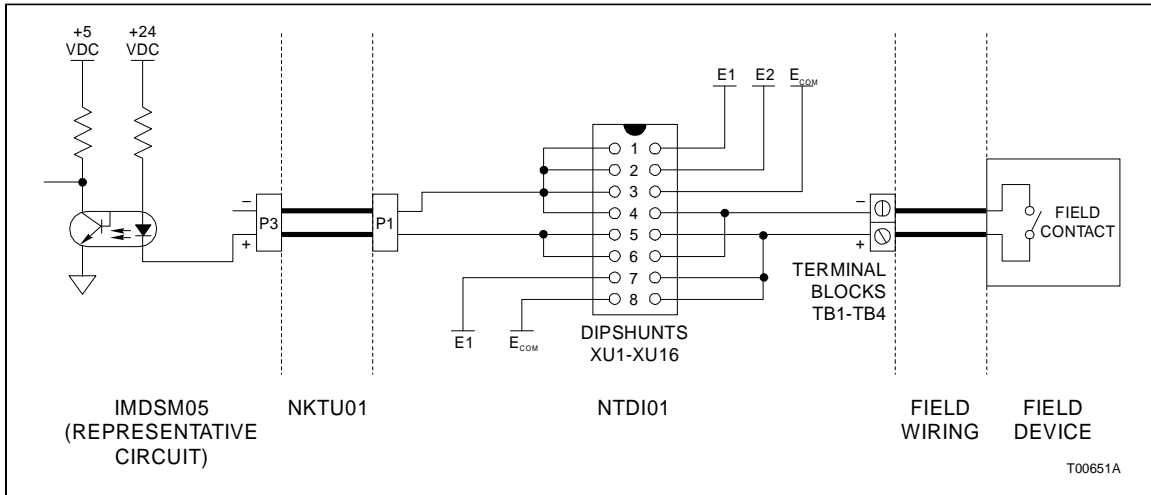 +5
VDC
+24
VDC
E1
E2
ECOM
1
2
3
4
5
6
7
8
–
+
P3
P1
–
+
E1
ECOM
DIPSHUNTS
XU1-XU16
TERMINAL
BLOCKS
TB1-TB4
FIELD
CONTACT
IMDSM05
(REPRESENTATIVE
CIRCUIT)
NKTU01
NTDI01
FIELD
WIRING
FIELD
DEVICE
T00651A